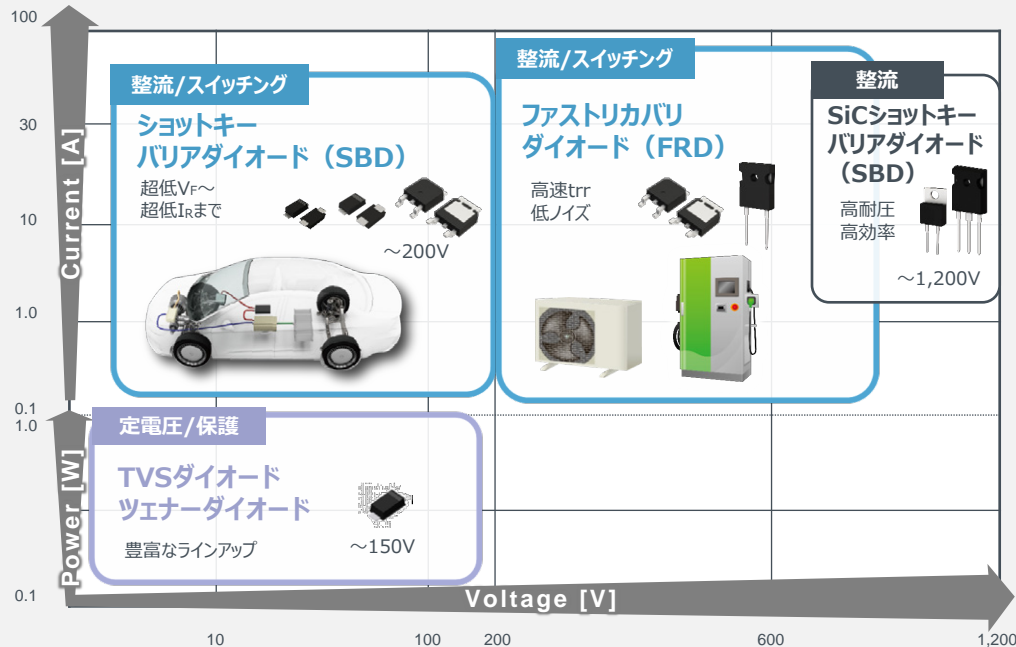 100
30
10
1.0
0.1
1.0
0.1
Current [A]
Power [W]
整流/スイッチング
ショットキー
バリアダイオード（SBD）
超低VF～
超低IRまで
～200V
整流/スイッチング
ファストリカバリ
ダイオード（FRD）
高速trr
低ノイズ
整流
SiCショットキー
バリアダイオード
（SBD）
高耐圧
高効率
～1,200V
定電圧/保護
TVSダイオード
ツェナーダイオード
豊富なラインアップ
～150V
Voltage [V]
10
100
200
600
1,200